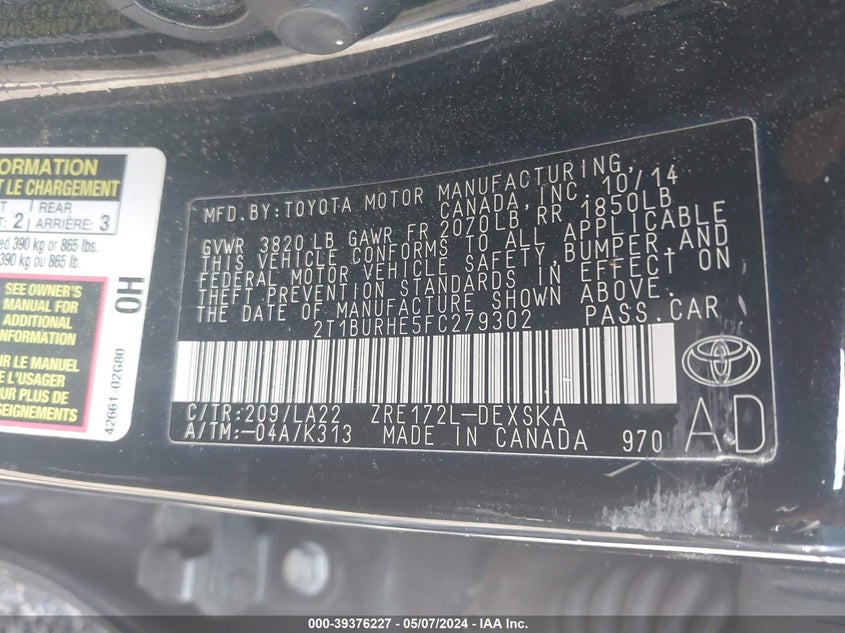 ORMATION
T LE CHARGEMENT
REAR
2
ARRIÈRE: 3
ed 390 kg or 865 lbs.
390 kg ou 865 lb.
SEE OWNER'S
MANUAL FOR
ADDITIONAL
INFORMATION
R LE MANUEL
L'USAGER
OUR PLUS DE
SEIGNEMENTS
OH
42661-02G80
MFD.BY:TOYOTA MOTOR MANUFACTURING,
CANADA,INC. 10/14
GVWR 3820 LB GAWR FR 2070LB,RR 1850LB
THIS VEHICLE CONFORMS TO ALL APPLICABLE
FEDERAL MOTOR VEHICLE SAFETY,BUMPER,AND
THEFT PREVENTION STANDARDS IN EFFECT ON
THE DATE OF MANUFACTURE SHOWN ABOVE.
2T1BURHE5FC279302 PASS.CAR
C/TR:209/LA22 ZRE172L-DEXSKA
A/TM:-04A/K313 MADE IN CANADA 970
AD
000-39376227 - 05/07/2024 - IAA Inc.